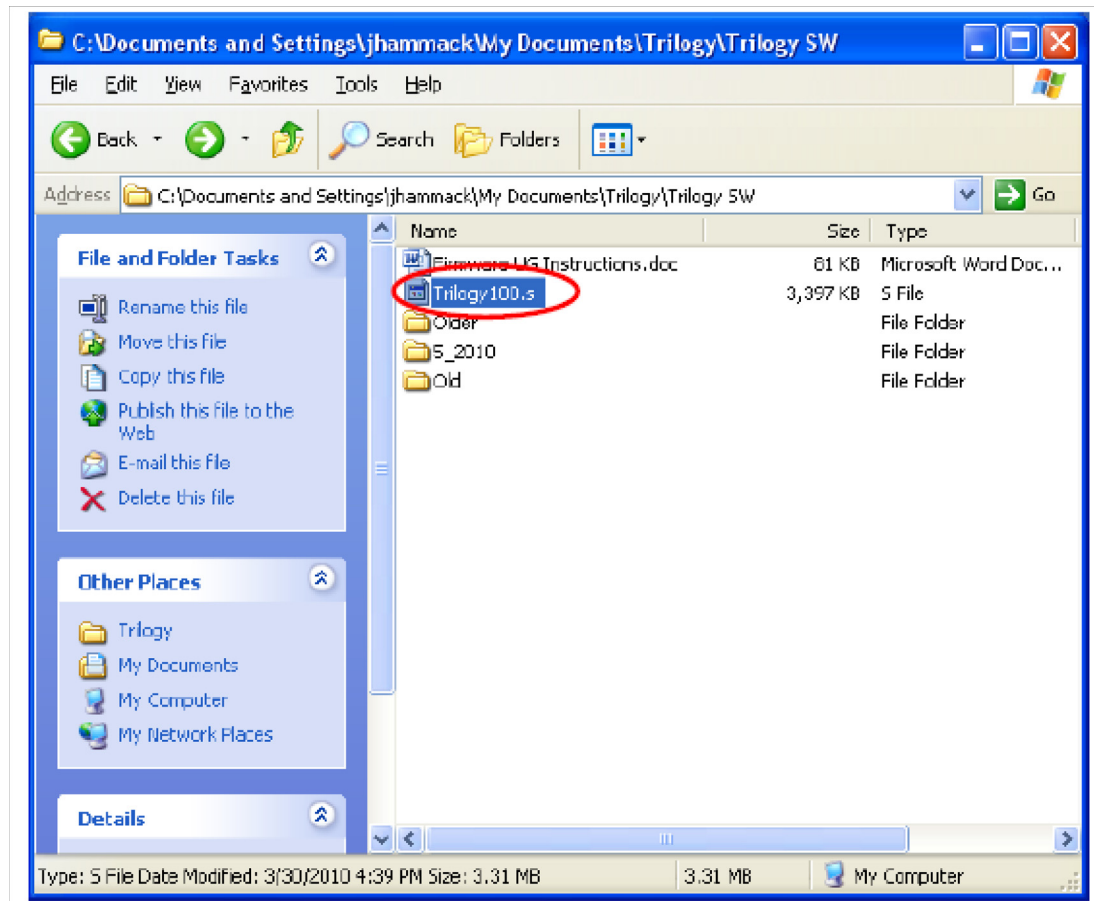 C:\Documents and Settings\jhammack\My Documents\Trilogy\Trilogy SW
File Edit View Favorites Tools Help
Back Search Folders
Address C:\Documents and Settings\jhammack\My Documents\Trilogy\Trilogy SW Go
Name Size Type
Firmware UG Instructions.doc 81 KB Microsoft Word Doc...
Trilogy100.s 3,397 KB S File
Older File Folder
S_2010 File Folder
Old File Folder
File and Folder Tasks
Rename this file
Move this file
Copy this file
Publish this file to the
Web
E-mail this file
Delete this file
Other Places
Trilogy
My Documents
My Computer
My Network Places
Details
Type: S File Date Modified: 3/30/2010 4:39 PM Size: 3.31 MB 3.31 MB My Computer